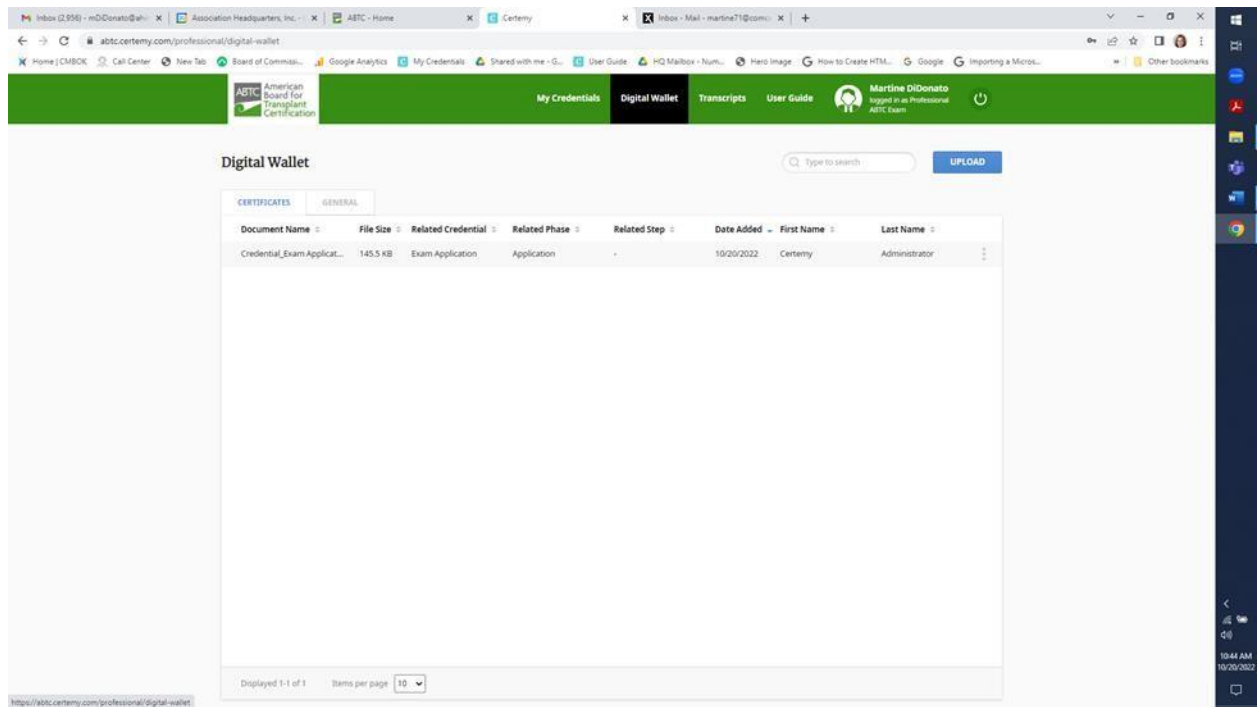 Inbox (2,956) - mDiDonato@ah
Association Headquarters, Inc. -
ABTC - Home
Certemy
Inbox - Mail - martine71@comc
abtc.certemy.com/professional/digital-wallet
Home | CMBOK
Call Center
New Tab
Board of Commissi...
Google Analytics
My Credentials
Shared with me - G...
User Guide
HQ Mailbox - Num...
Hero Image
How to Create HTM...
Google
Importing a Micros...
Other bookmarks
ABTC American
Board for
Transplant
Certification
My Credentials
Digital Wallet
Transcripts
User Guide
Martine DiDonato
logged in as Professional
ABTC Exam
Digital Wallet
Type to search
UPLOAD
CERTIFICATES GENERAL
Document Name File Size Related Credential Related Phase Related Step Date Added First Name Last Name
Credential_Exam Applicat... 145.5 KB Exam Application Application - 10/20/2022 Certemy Administrator
Displayed 1-1 of 1 Items per page 10
https://abtc.certemy.com/professional/digital-wallet
10:44 AM
10/20/2022